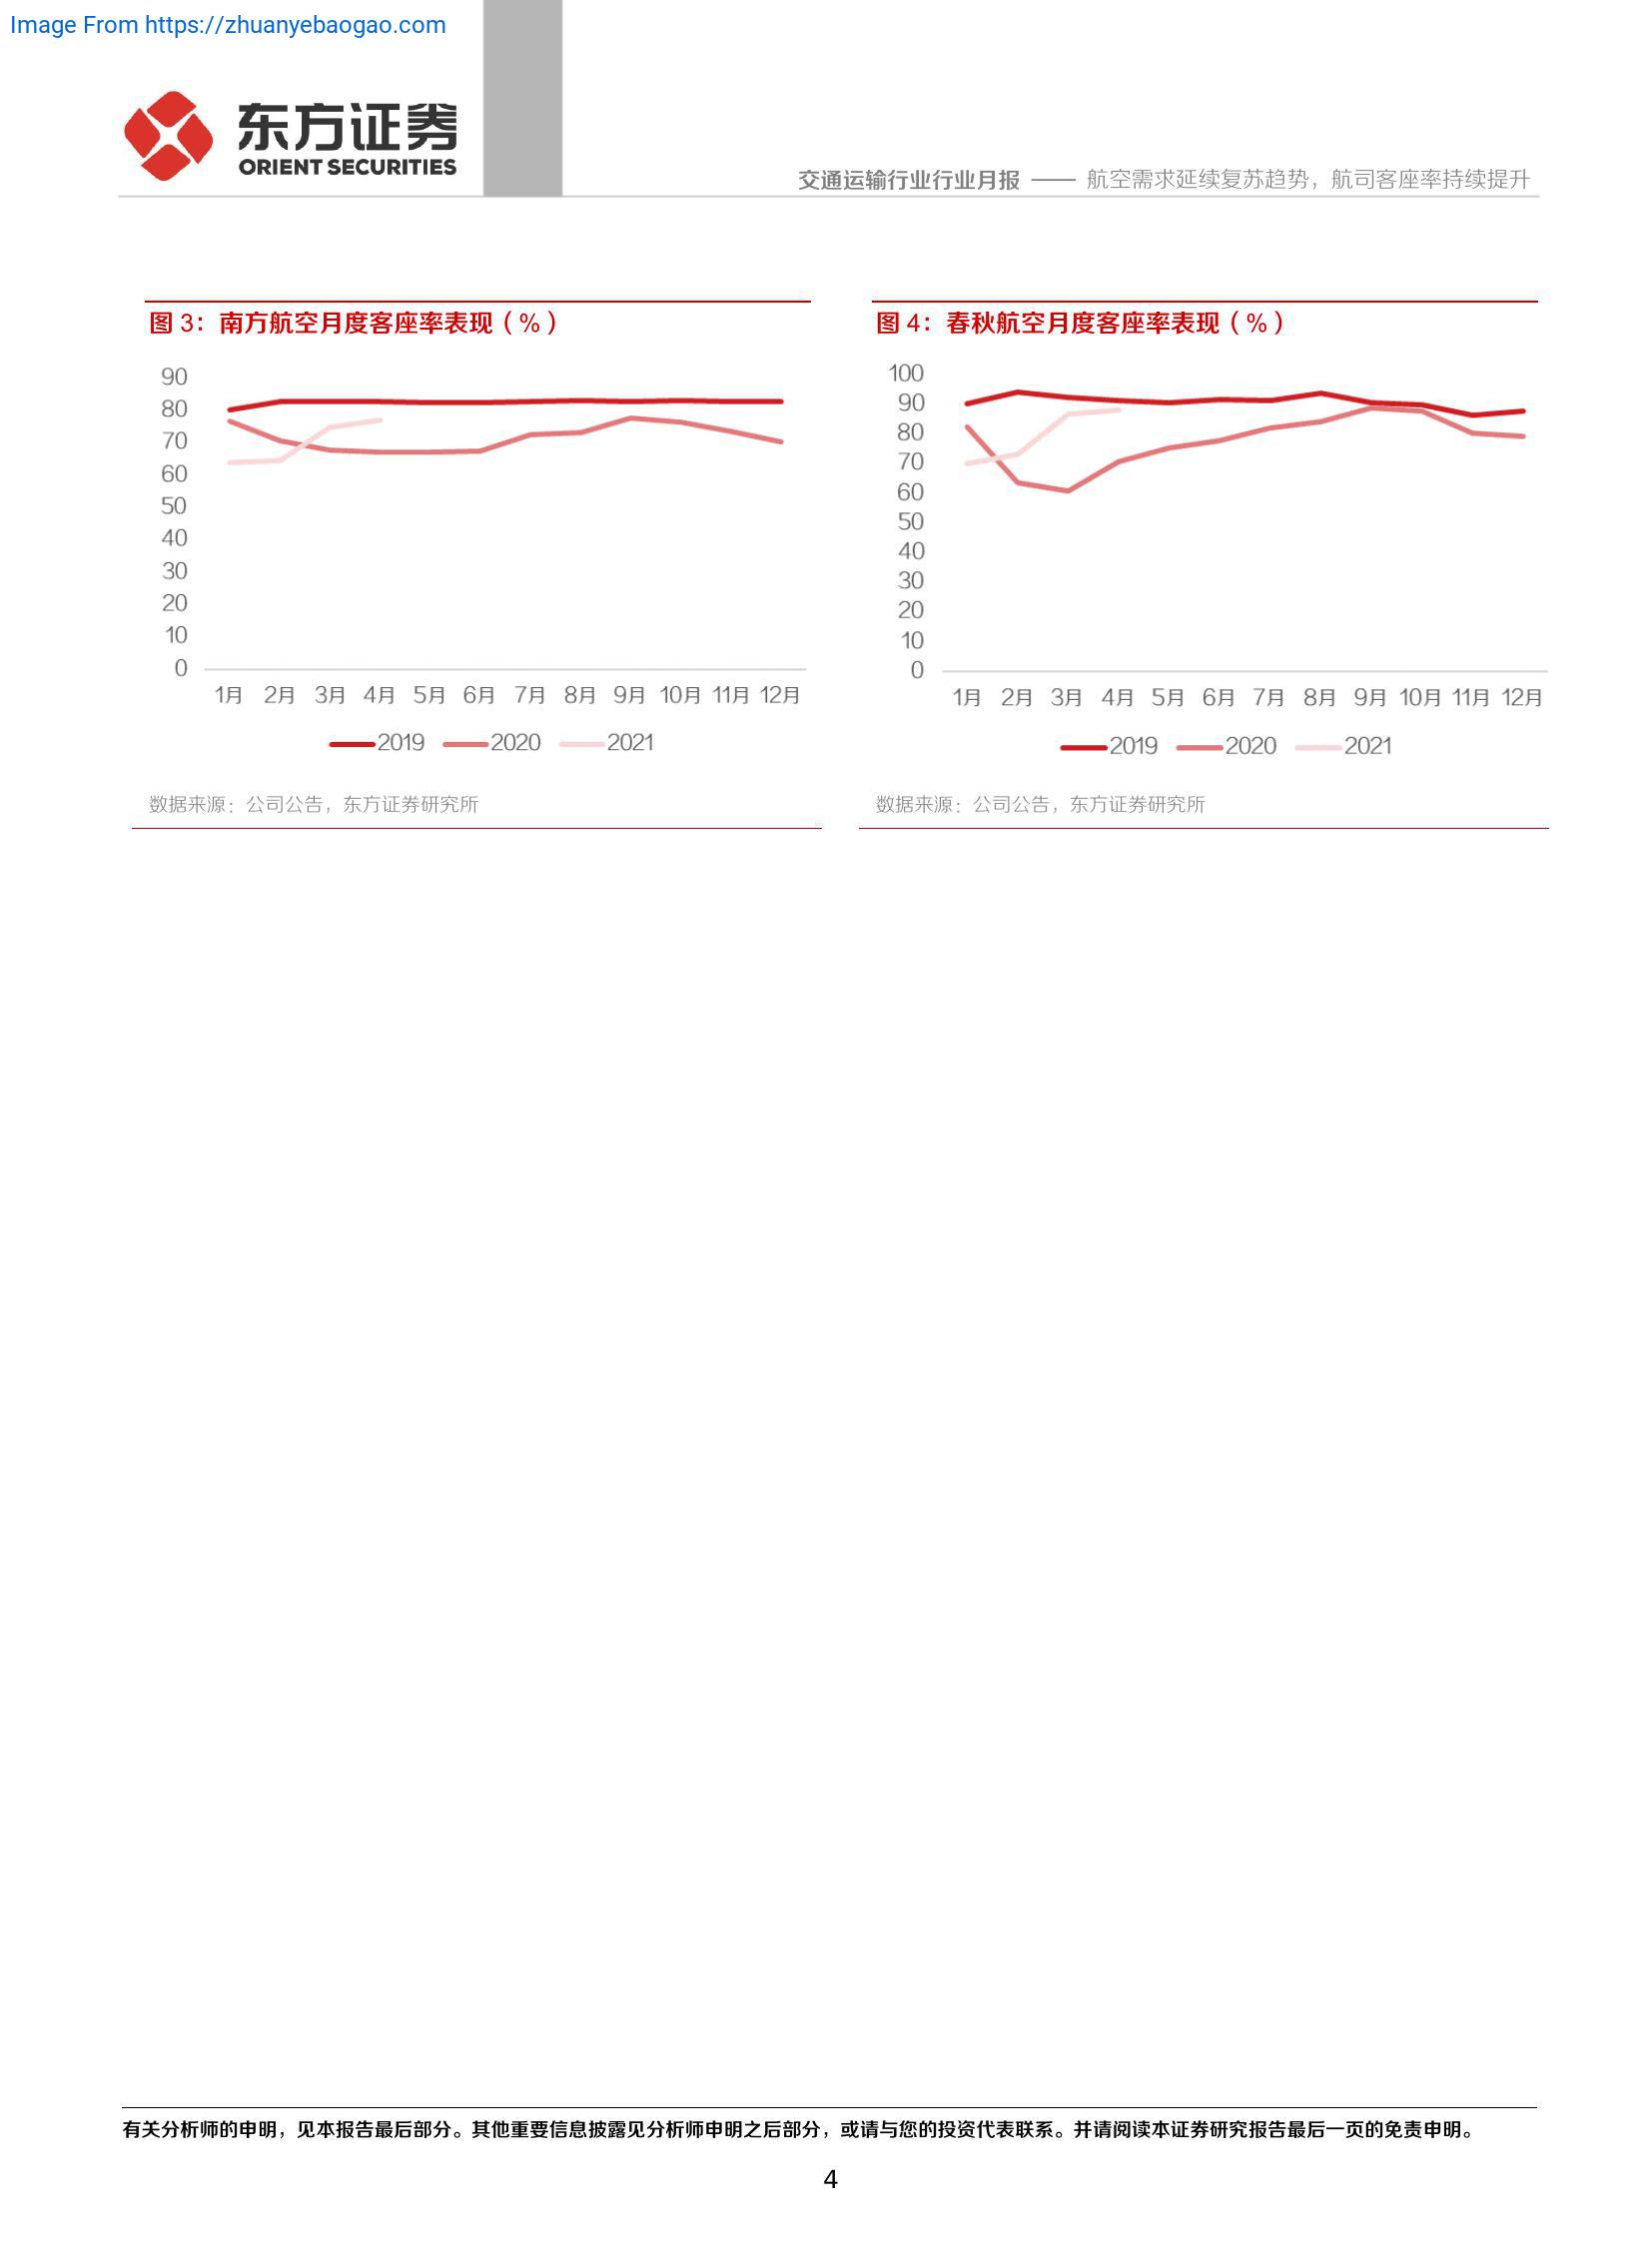 Image From https://zhuanyebaogao.com
东方证券
ORIENT SECURITIES
交通运输行业行业月报 —— 航空需求延续复苏趋势，航司客座率持续提升
图 3：南方航空月度客座率表现（%）
90
80
70
60
50
40
30
20
10
0
1月 2月 3月 4月 5月 6月 7月 8月 9月 10月 11月 12月
2019 2020 2021
数据来源：公司公告，东方证券研究所
图 4：春秋航空月度客座率表现（%）
100
90
80
70
60
50
40
30
20
10
0
1月 2月 3月 4月 5月 6月 7月 8月 9月 10月 11月 12月
2019 2020 2021
数据来源：公司公告，东方证券研究所
有关分析师的申明，见本报告最后部分。其他重要信息披露见分析师申明之后部分，或请与您的投资代表联系。并请阅读本证券研究报告最后一页的免责申明。
4